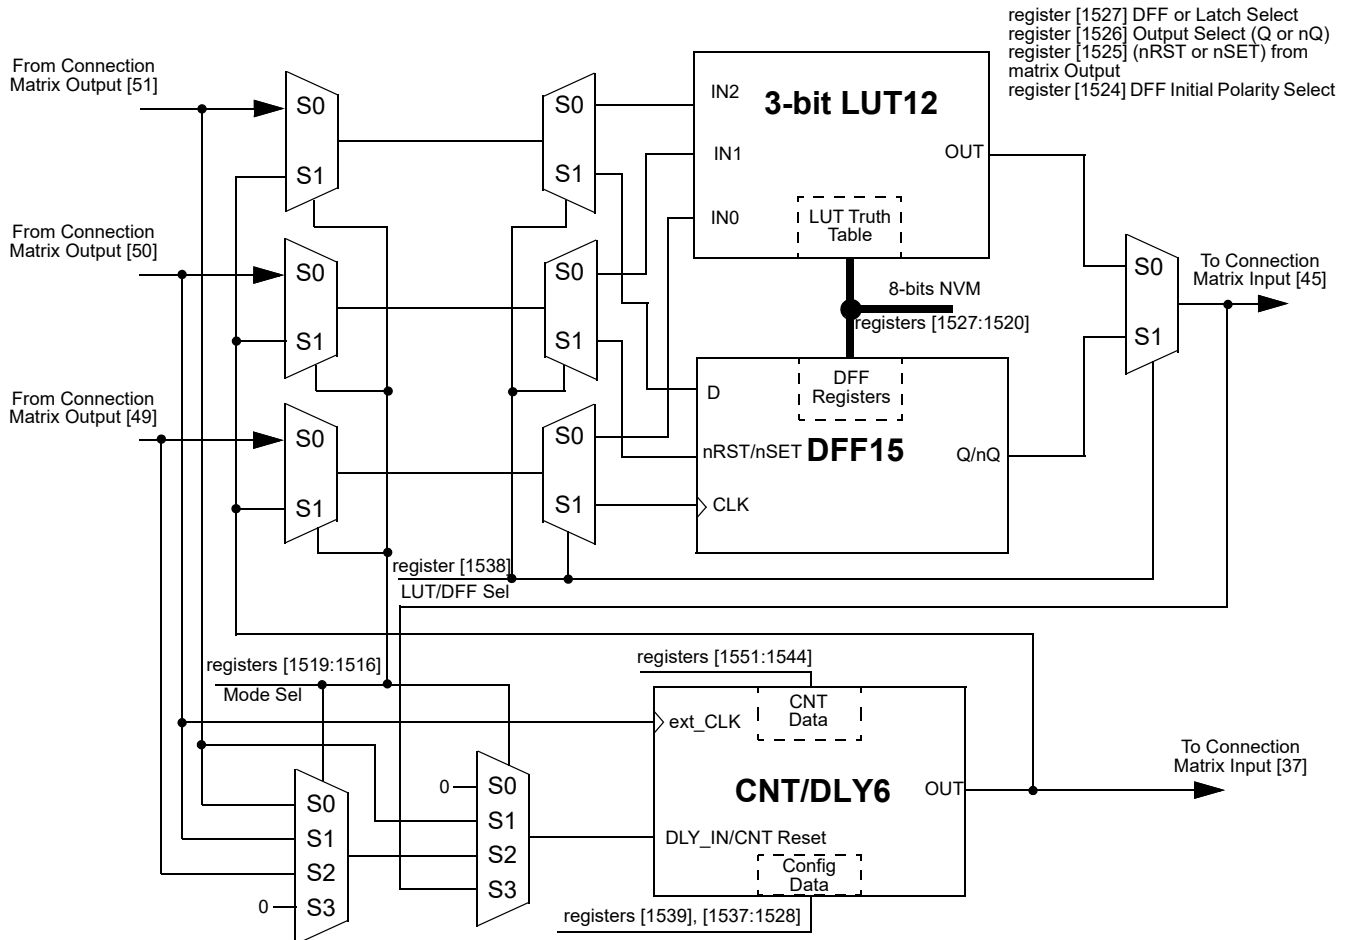 register [1527] DFF or Latch Select
register [1526] Output Select (Q or nQ)
register [1525] (nRST or nSET) from
matrix Output
register [1524] DFF Initial Polarity Select
From Connection
Matrix Output [51]
S0
S1
S0
S1
IN2
3-bit LUT12
IN1
OUT
IN0
LUT Truth
Table
From Connection
Matrix Output [50]
S0
S1
S0
S1
8-bits NVM
registers [1527:1520]
S0
S1
To Connection
Matrix Input [45]
From Connection
Matrix Output [49]
S0
S1
S0
S1
D
DFF
Registers
nRST/nSET
DFF15
Q/nQ
CLK
register [1538]
LUT/DFF Sel
registers [1519:1516]
Mode Sel
registers [1551:1544]
CNT
Data
ext_CLK
CNT/DLY6
OUT
To Connection
Matrix Input [37]
DLY_IN/CNT Reset
Config
Data
registers [1539], [1537:1528]
S0
S1
S2
0
S3
0
S0
S1
S2
S3